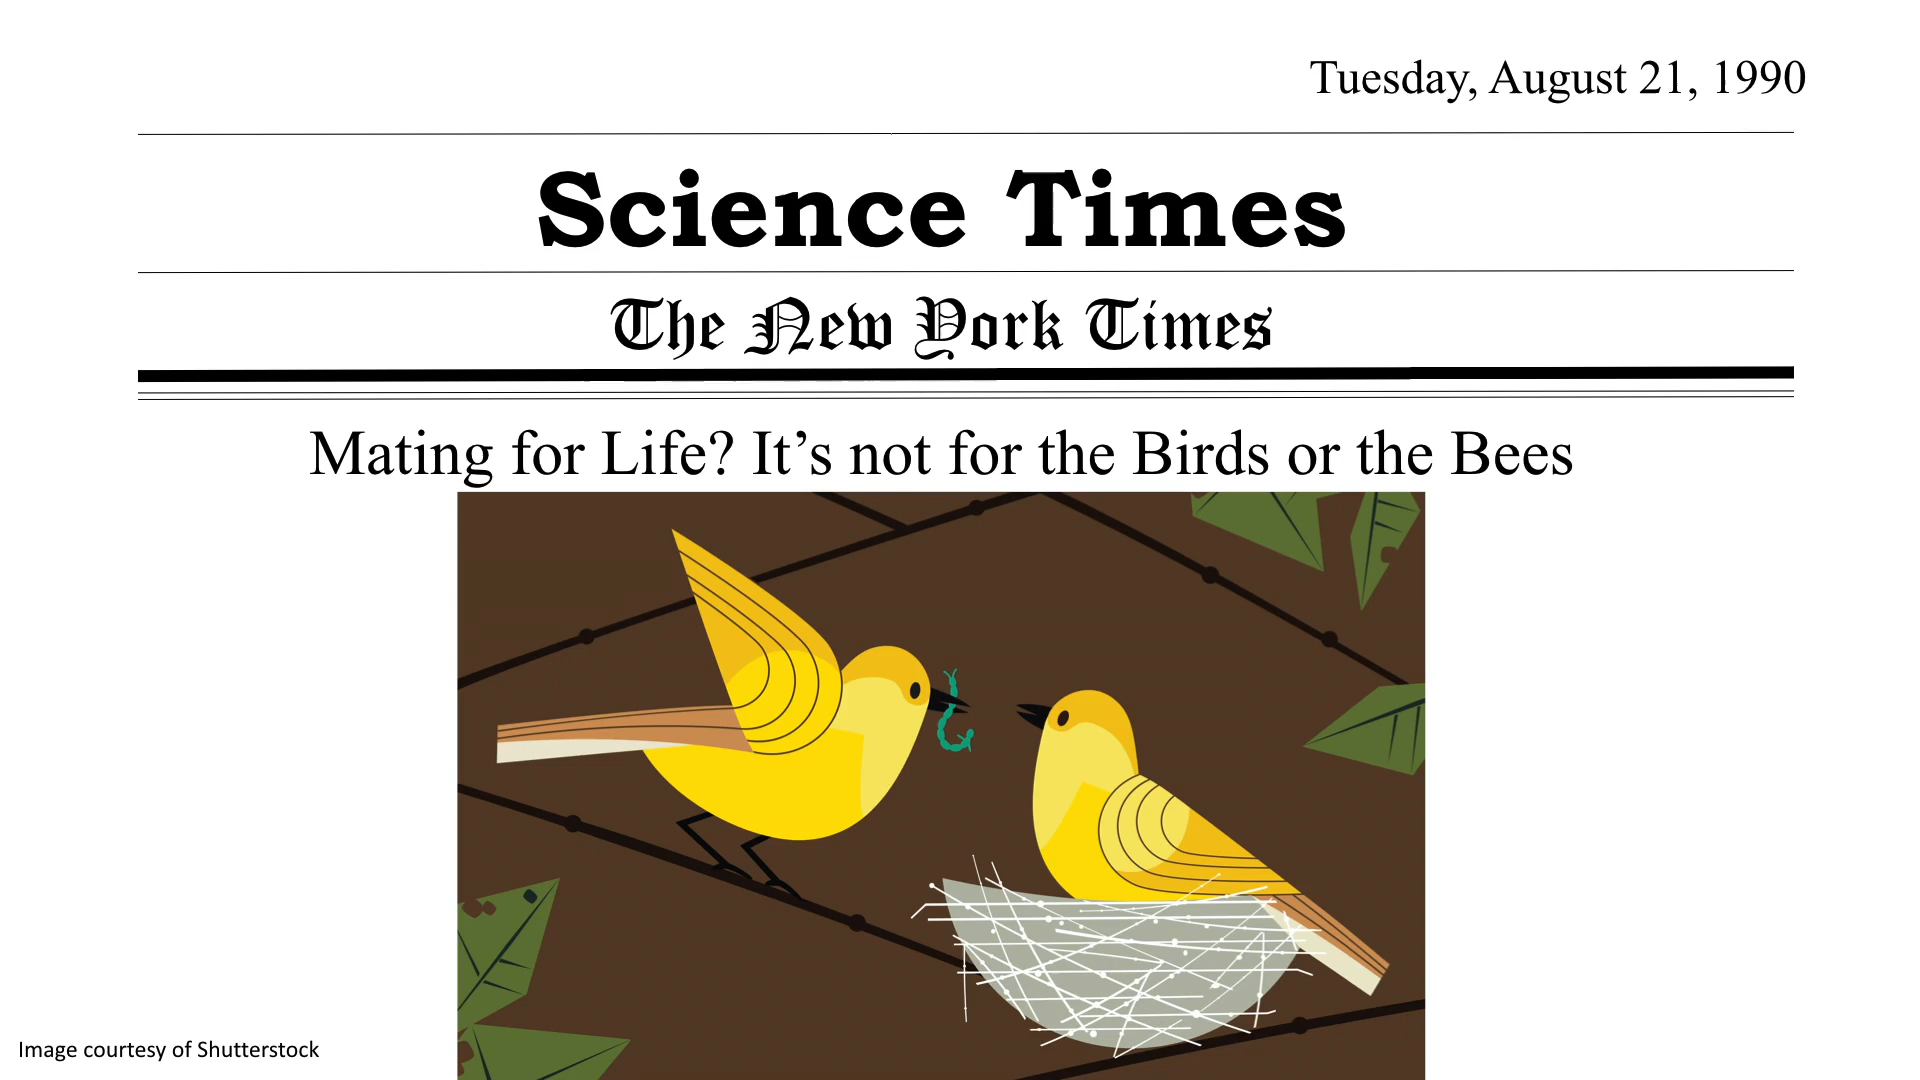 Tuesday, August 21, 1990
Science Times
The New York Times
Mating for Life? It’s not for the Birds or the Bees
Image courtesy of Shutterstock